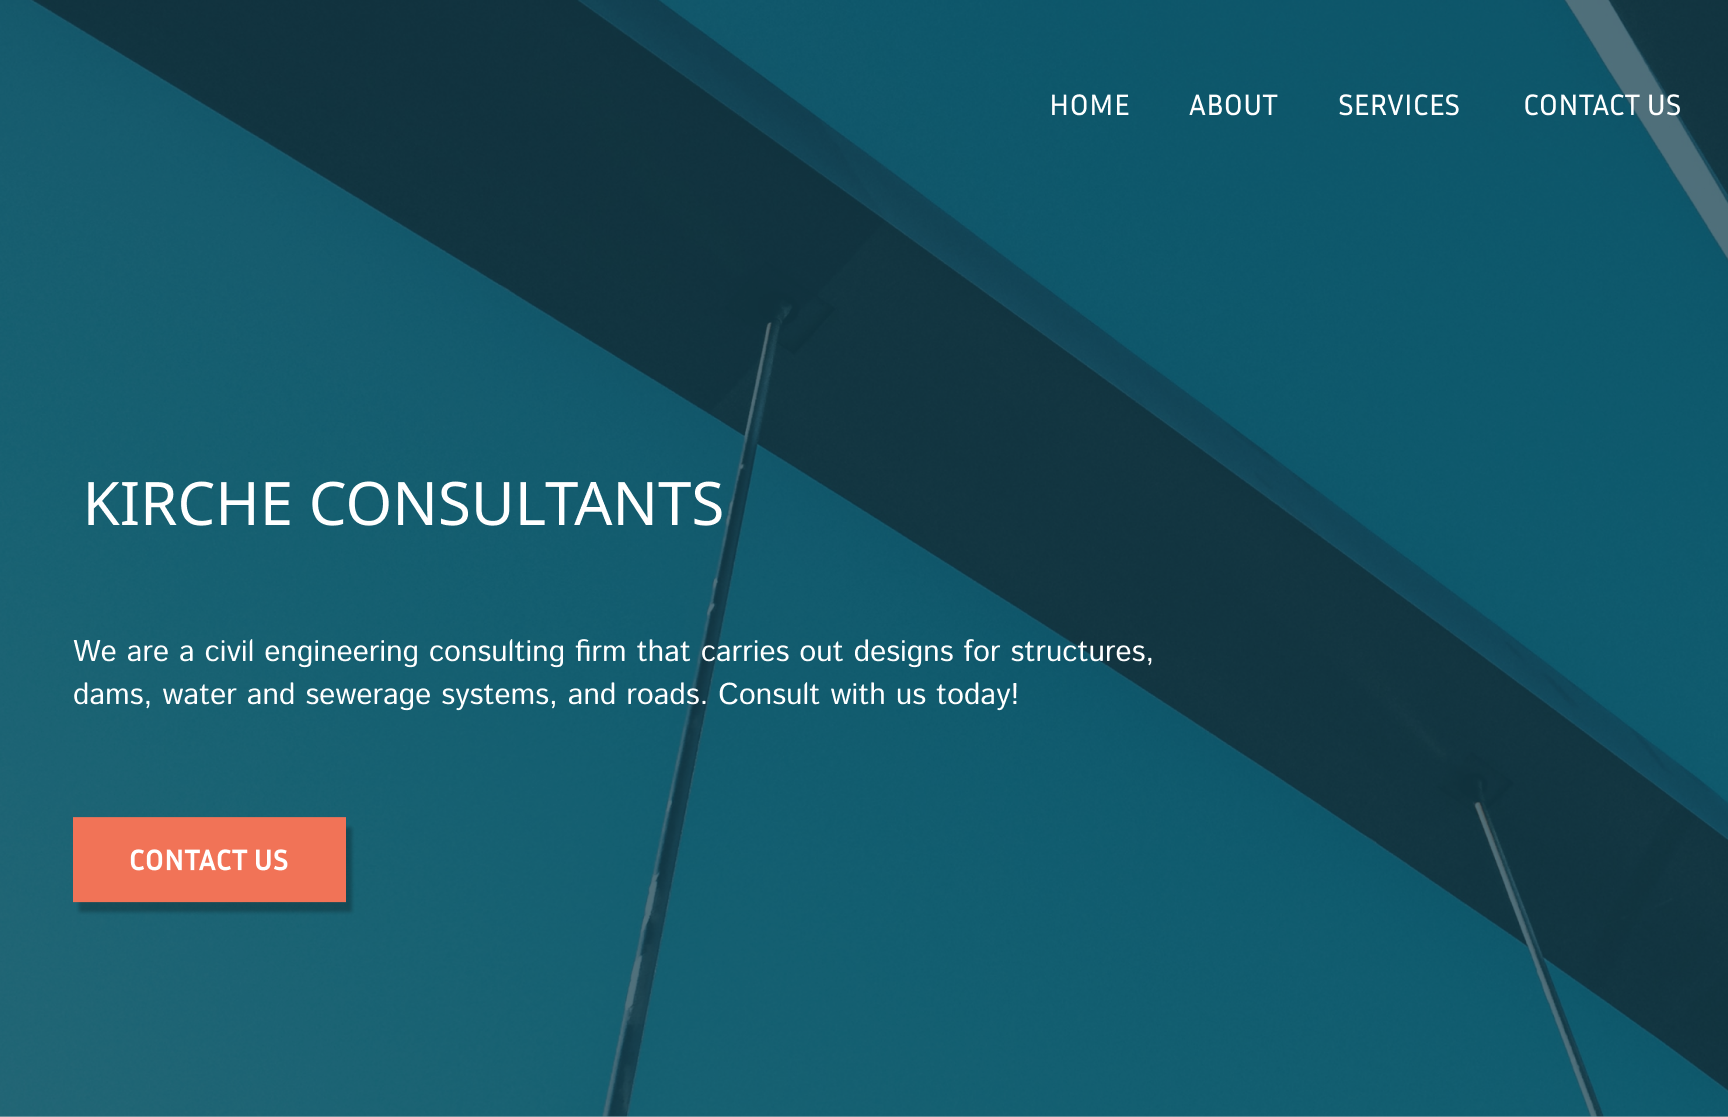 HOME ABOUT SERVICES CONTACT US
KIRCHE CONSULTANTS
We are a civil engineering consulting firm that carries out designs for structures,
dams, water and sewerage systems, and roads. Consult with us today!
CONTACT US